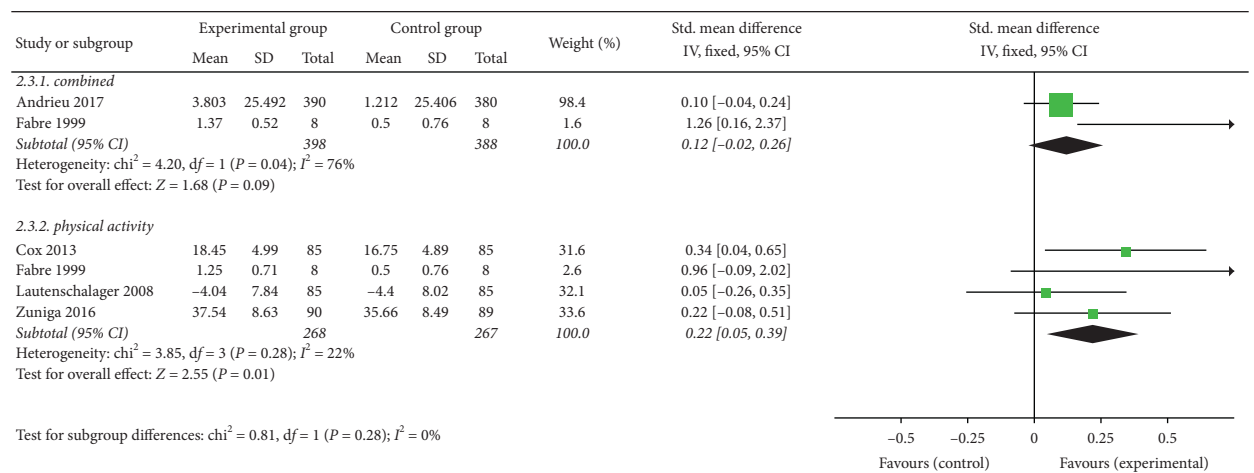 Study or subgroup Experimental group Control group Weight (%) Std. mean difference Std. mean difference
Mean SD Total Mean SD Total IV, fixed, 95% CI IV, fixed, 95% CI
2.3.1. combined
Andrieu 2017 3.803 25.492 390 1.212 25.406 380 98.4 0.10 [–0.04, 0.24]
Fabre 1999 1.37 0.52 8 0.5 0.76 8 1.6 1.26 [0.16, 2.37]
Subtotal (95% CI) 398 388 100.0 0.12 [–0.02, 0.26]
Heterogeneity: chi² = 4.20, df = 1 (P = 0.04); I² = 76%
Test for overall effect: Z = 1.68 (P = 0.09)
2.3.2. physical activity
Cox 2013 18.45 4.99 85 16.75 4.89 85 31.6 0.34 [0.04, 0.65]
Fabre 1999 1.25 0.71 8 0.5 0.76 8 2.6 0.96 [–0.09, 2.02]
Lautenschalager 2008 –4.04 7.84 85 –4.4 8.02 85 32.1 0.05 [–0.26, 0.35]
Zuniga 2016 37.54 8.63 90 35.66 8.49 89 33.6 0.22 [–0.08, 0.51]
Subtotal (95% CI) 268 267 100.0 0.22 [0.05, 0.39]
Heterogeneity: chi² = 3.85, df = 3 (P = 0.28); I² = 22%
Test for overall effect: Z = 2.55 (P = 0.01)
Test for subgroup differences: chi² = 0.81, df = 1 (P = 0.28); I² = 0%
–0.5 –0.25 0 0.25 0.5
Favours (control) Favours (experimental)